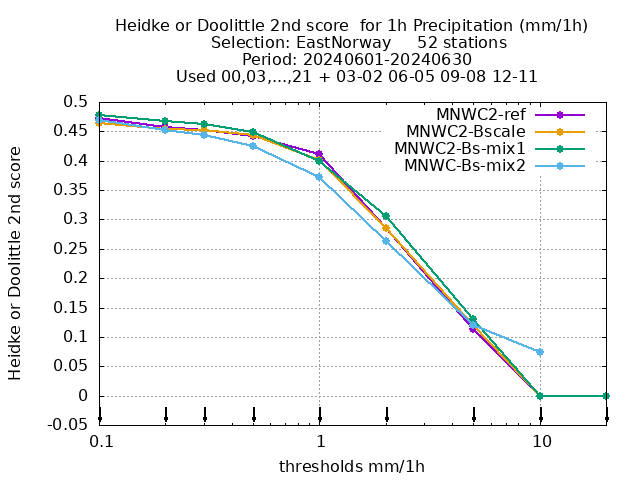 Heidke or Doolittle 2nd score  for 1h Precipitation (mm/1h)
Selection: EastNorway     52 stations
Period: 20240601-20240630
Used 00,03,...,21 + 03-02 06-05 09-08 12-11
MNWC2-ref
MNWC2-Bscale
MNWC2-Bs-mix1
MNWC-Bs-mix2
Heidke or Doolittle 2nd score
0.5
0.45
0.4
0.35
0.3
0.25
0.2
0.15
0.1
0.05
0
-0.05
0.1
1
10
thresholds mm/1h